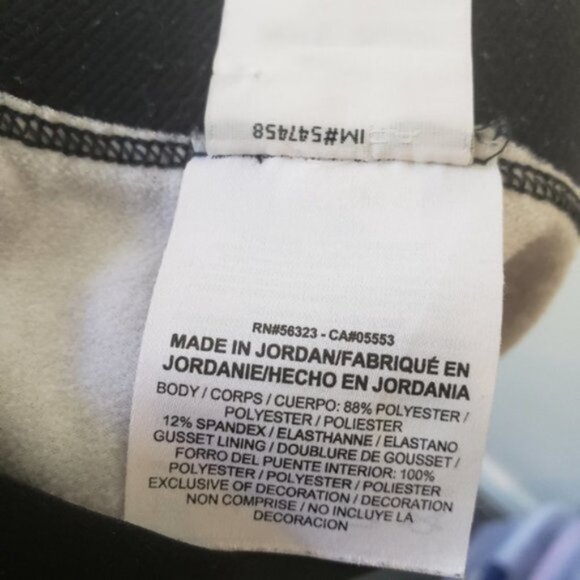 IM#547458
RN#56323 - CA#05553
MADE IN JORDAN/FABRIQUÉ EN
JORDANIE/HECHO EN JORDANIA
BODY / CORPS / CUERPO: 88% POLYESTER /
POLYESTER / POLIESTER
12% SPANDEX / ELASTHANNE / ELASTANO
GUSSET LINING / DOUBLURE DE GOUSSET /
FORRO DEL PUENTE INTERIOR: 100%
POLYESTER / POLYESTER / POLIESTER
EXCLUSIVE OF DECORATION / DECORATION
NON COMPRISE / NO INCLUYE LA
DECORACION